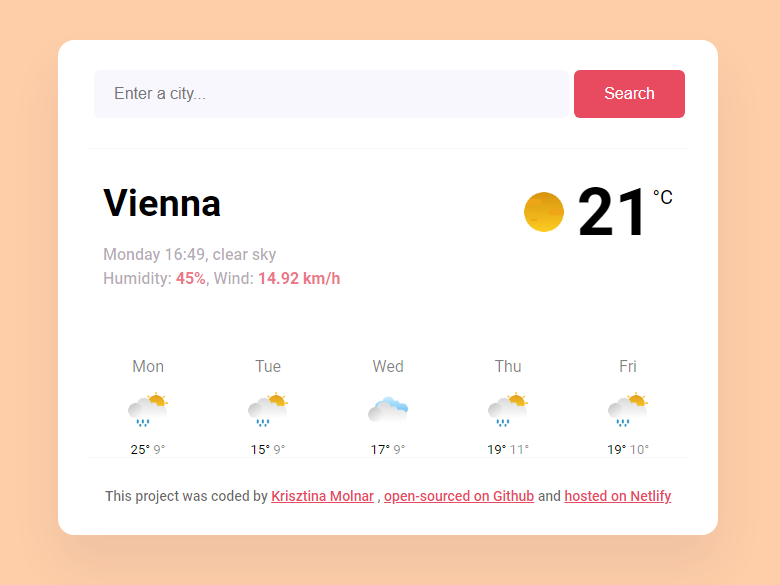 Enter a city...
Search
Vienna
21 °C
Monday 16:49, clear sky
Humidity: 45%, Wind: 14.92 km/h
Mon Tue Wed Thu Fri
25° 9° 15° 9° 17° 9° 19° 11° 19° 10°
This project was coded by Krisztina Molnar , open-sourced on Github and hosted on Netlify